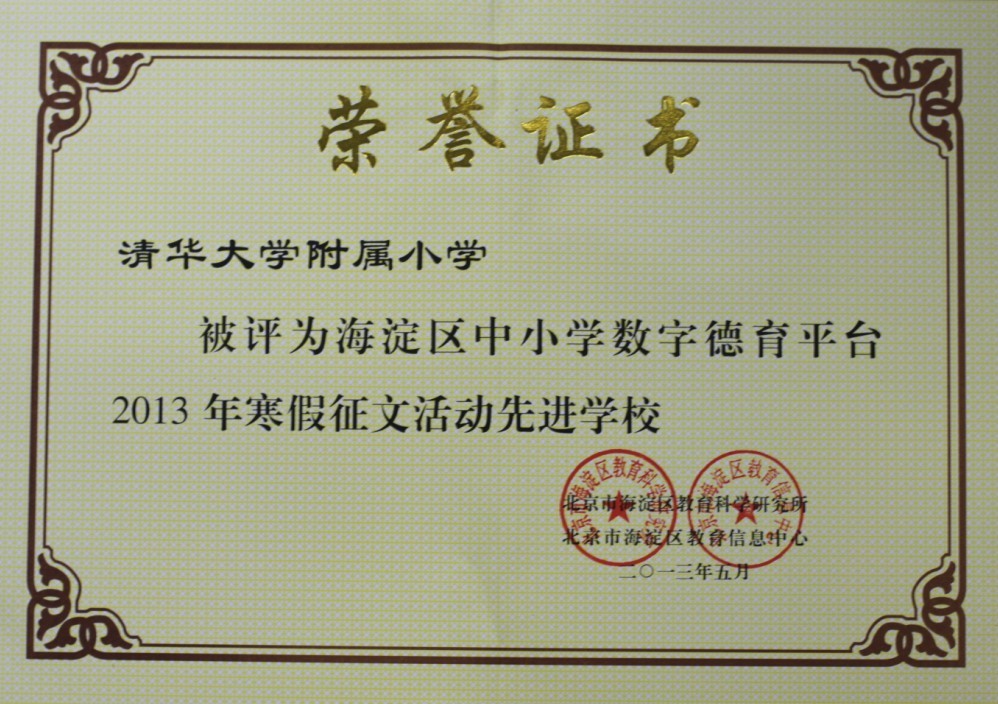 荣誉证书
清华大学附属小学
被评为海淀区中小学数字德育平台
2013年寒假征文活动先进学校
北京市海淀区教育科学研究所
北京市海淀区教育信息中心
二〇一三年五月